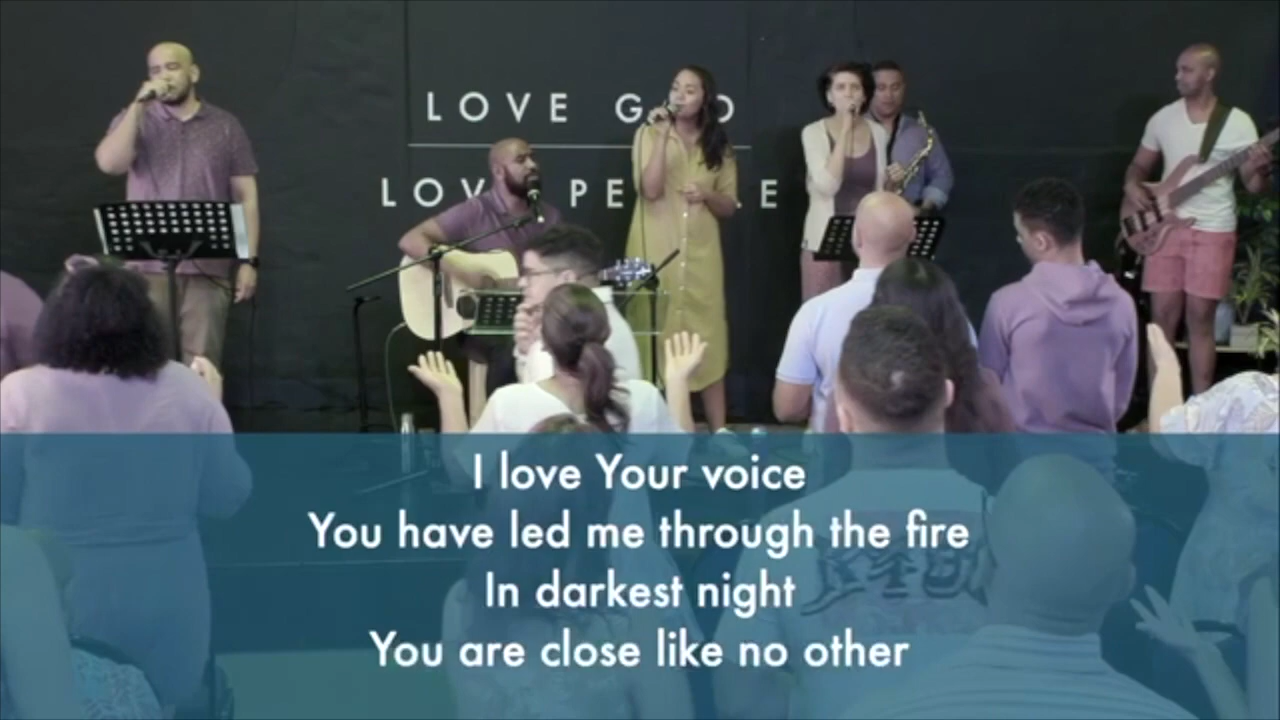 LOVE G D
LOV PE E
I love Your voice
You have led me through the fire
In darkest night
You are close like no other